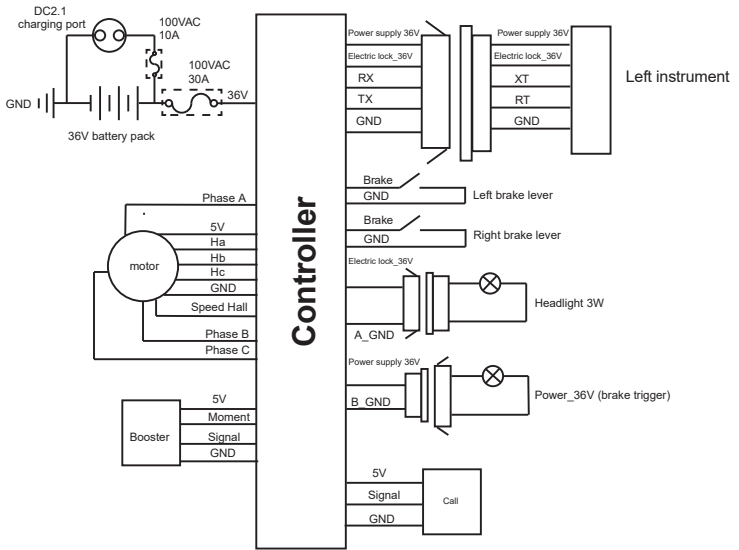 DC2.1
charging port
100VAC
10A
100VAC
30A
GND
36V
36V battery pack
Phase A
5V
Ha
Hb
Hc
GND
Speed Hall
Phase B
Phase C
motor
5V
Moment
Signal
GND
Booster
Controller
Power supply 36V
Electric lock_36V
RX
TX
GND
Power supply 36V
Electric lock_36V
XT
RT
GND
Left instrument
Brake
GND
Left brake lever
Brake
GND
Right brake lever
Electric lock_36V
A_GND
Headlight 3W
Power supply 36V
B_GND
Power_36V (brake trigger)
5V
Signal
GND
Call